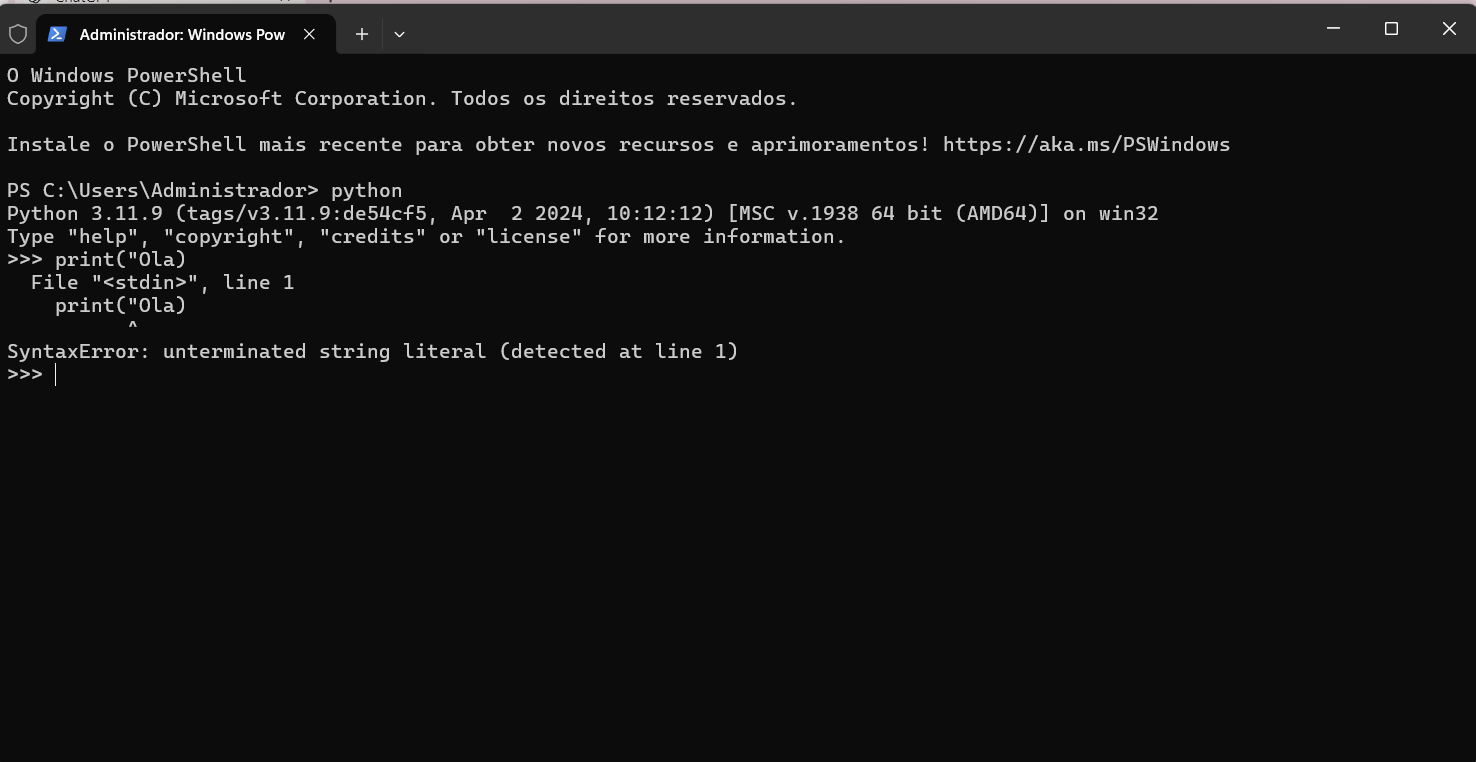 Administrador: Windows Pow
O Windows PowerShell
Copyright (C) Microsoft Corporation. Todos os direitos reservados.
Instale o PowerShell mais recente para obter novos recursos e aprimoramentos! https://aka.ms/PSWindows
PS C:\Users\Administrador> python
Python 3.11.9 (tags/v3.11.9:de54cf5, Apr  2 2024, 10:12:12) [MSC v.1938 64 bit (AMD64)] on win32
Type "help", "copyright", "credits" or "license" for more information.
>>> print("Ola)
  File "<stdin>", line 1
    print("Ola)
          ^
SyntaxError: unterminated string literal (detected at line 1)
>>>